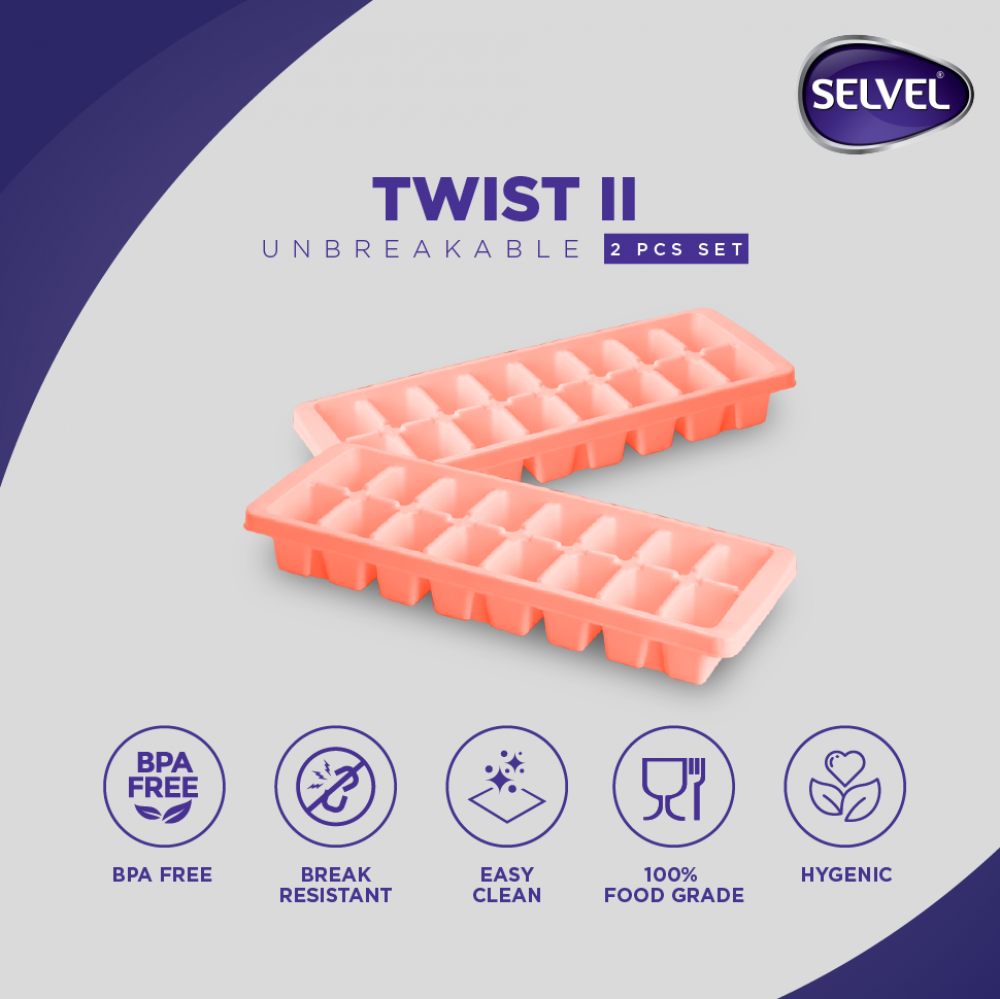 SELVEL®
TWIST II
UNBREAKABLE 2 PCS SET
BPA
FREE
BPA FREE
BREAK
RESISTANT
EASY
CLEAN
100%
FOOD GRADE
HYGENIC